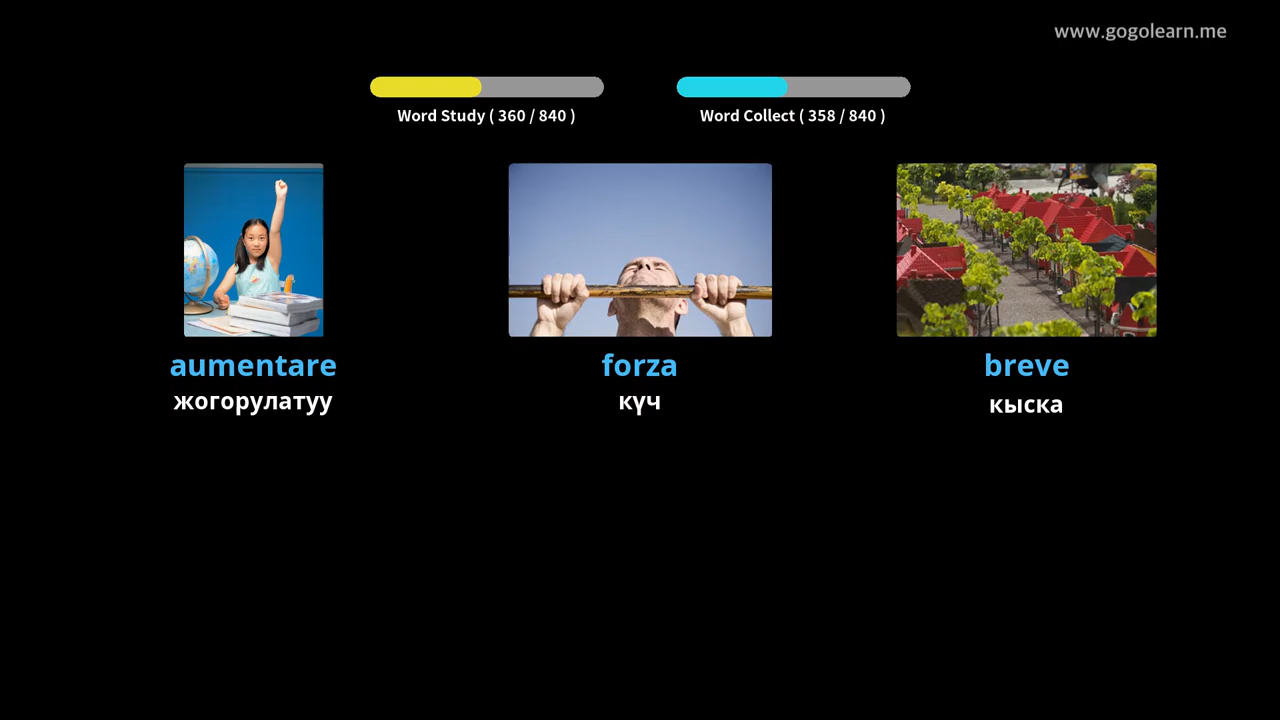 www.gogolearn.me
Word Study ( 360 / 840 )
Word Collect ( 358 / 840 )
aumentare
жогорулатуу
forza
күч
breve
кыска